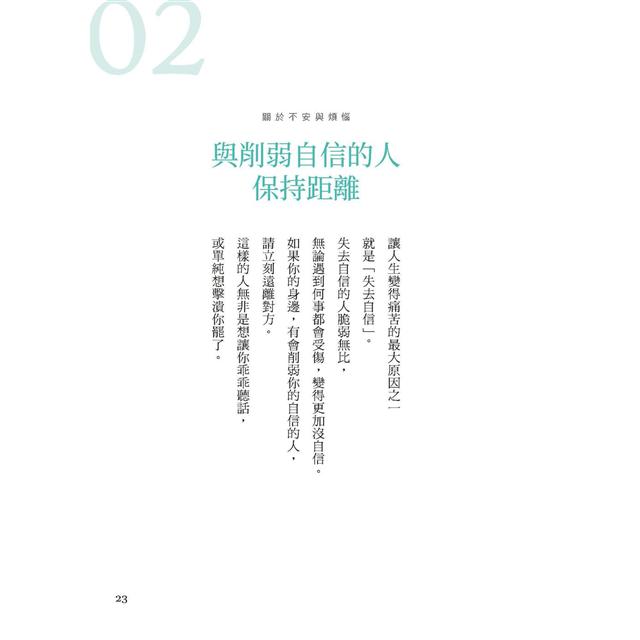 02
關於不安與煩惱
與削弱自信的人
保持距離
讓人生變得痛苦的最大原因之一
就是「失去自信」。
失去自信的人脆弱無比，
無論遇到何事都會受傷，變得更加沒自信。
如果你的身邊，有會削弱你的自信的人，
請立刻遠離對方。
這樣的人無非是想讓你乖乖聽話，
或單純想擊潰你罷了。
23